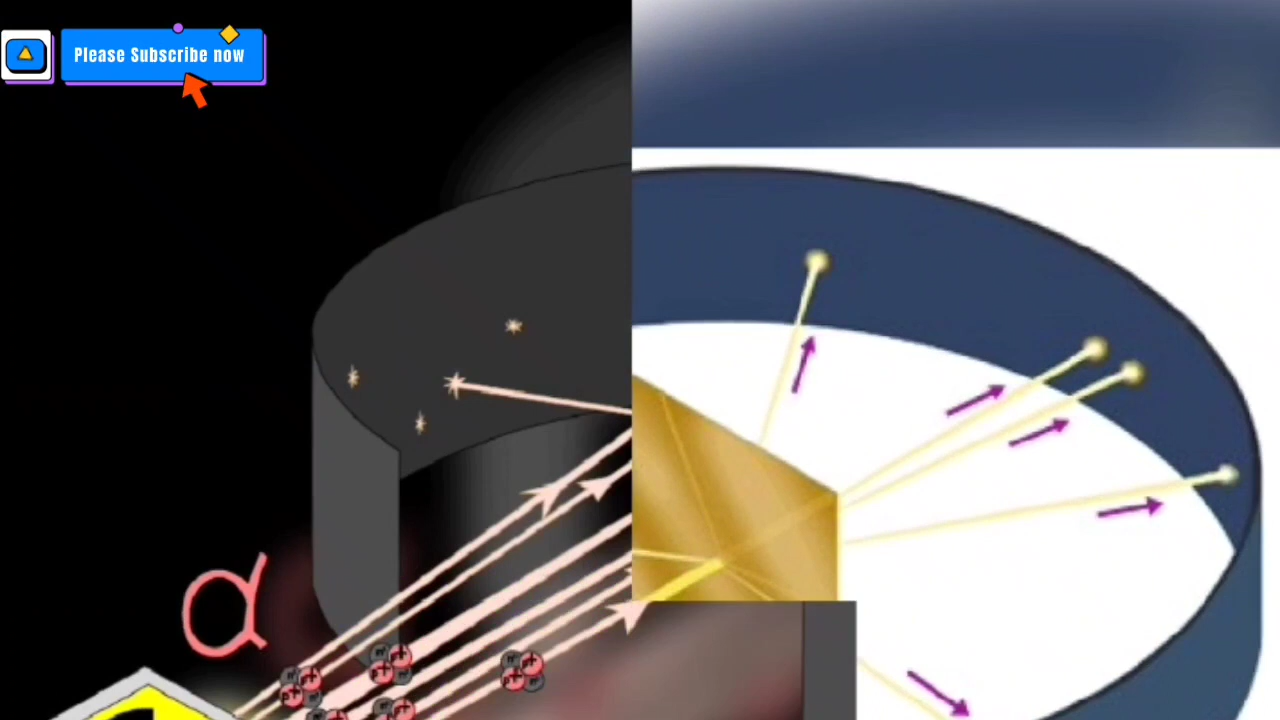 Please Subscribe now
α
n° p+
p+ n°
n° p+
p+ n°
n° p+
p+ n°